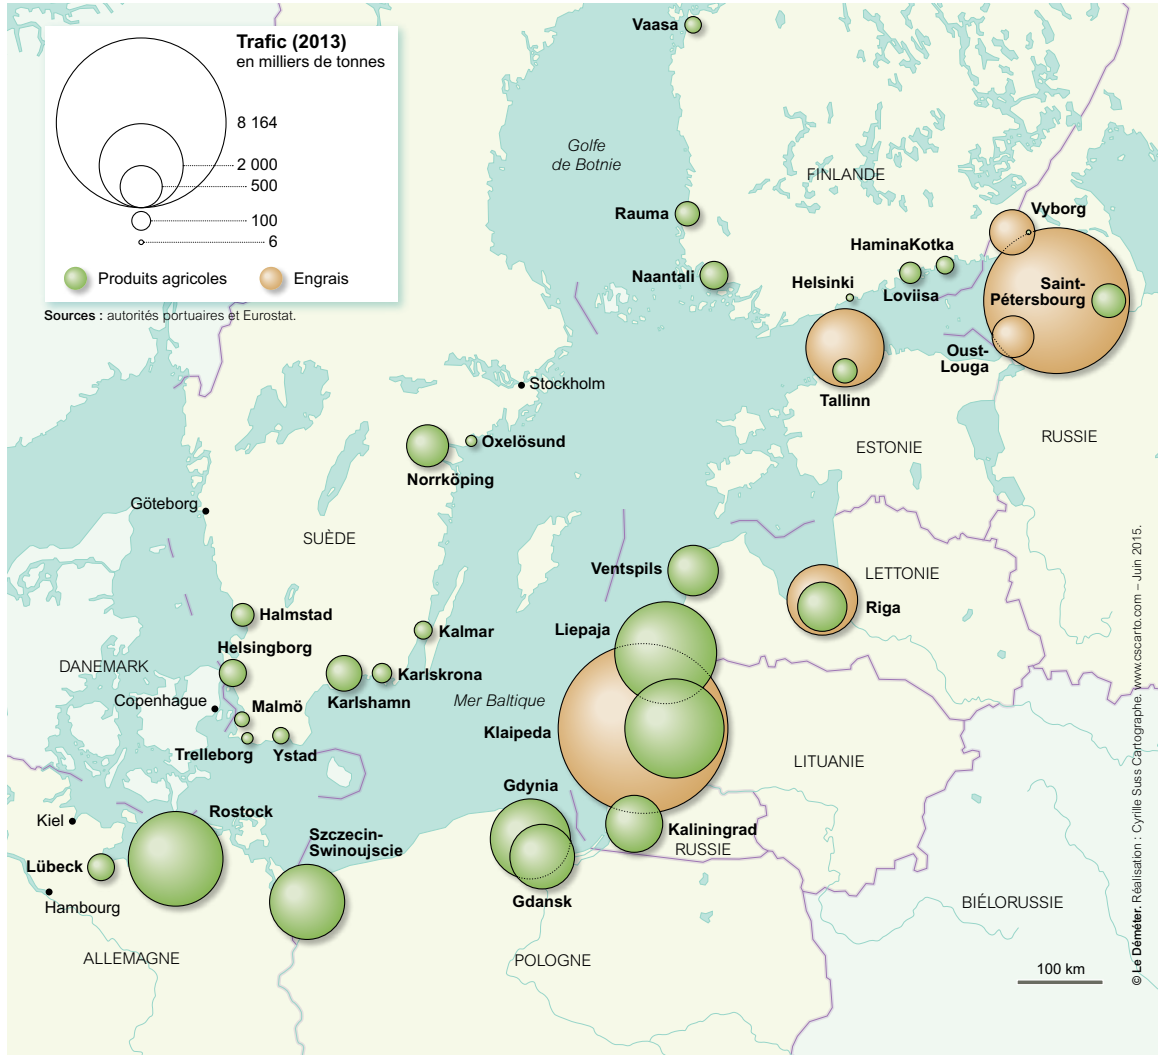 Trafic (2013)
en milliers de tonnes
8 164
2 000
500
100
6
Produits agricoles
Engrais
Sources : autorités portuaires et Eurostat.
Vaasa
Golfe
de Botnie
FINLANDE
Rauma
Vyborg
HaminaKotka
Naantali
Helsinki
Loviisa
Saint-
Pétersbourg
Oust-
Louga
Stockholm
Tallinn
Oxelösund
ESTONIE
RUSSIE
Norrköping
Göteborg
SUÈDE
Ventspils
LETTONIE
Riga
Halmstad
Liepaja
Kalmar
Helsingborg
DANEMARK
Karlskrona
Copenhague
Malmö
Karlshamn
Mer Baltique
Klaipeda
Trelleborg
Ystad
LITUANIE
Gdynia
Rostock
Kiel
Szczecin-
Swinoujscie
Kaliningrad
RUSSIE
Lübeck
Hambourg
Gdansk
BIÉLORUSSIE
ALLEMAGNE
POLOGNE
100 km
© Le Déméter. Réalisation : Cyrille Suss Cartographe. www.cscarto.com – Juin 2015.